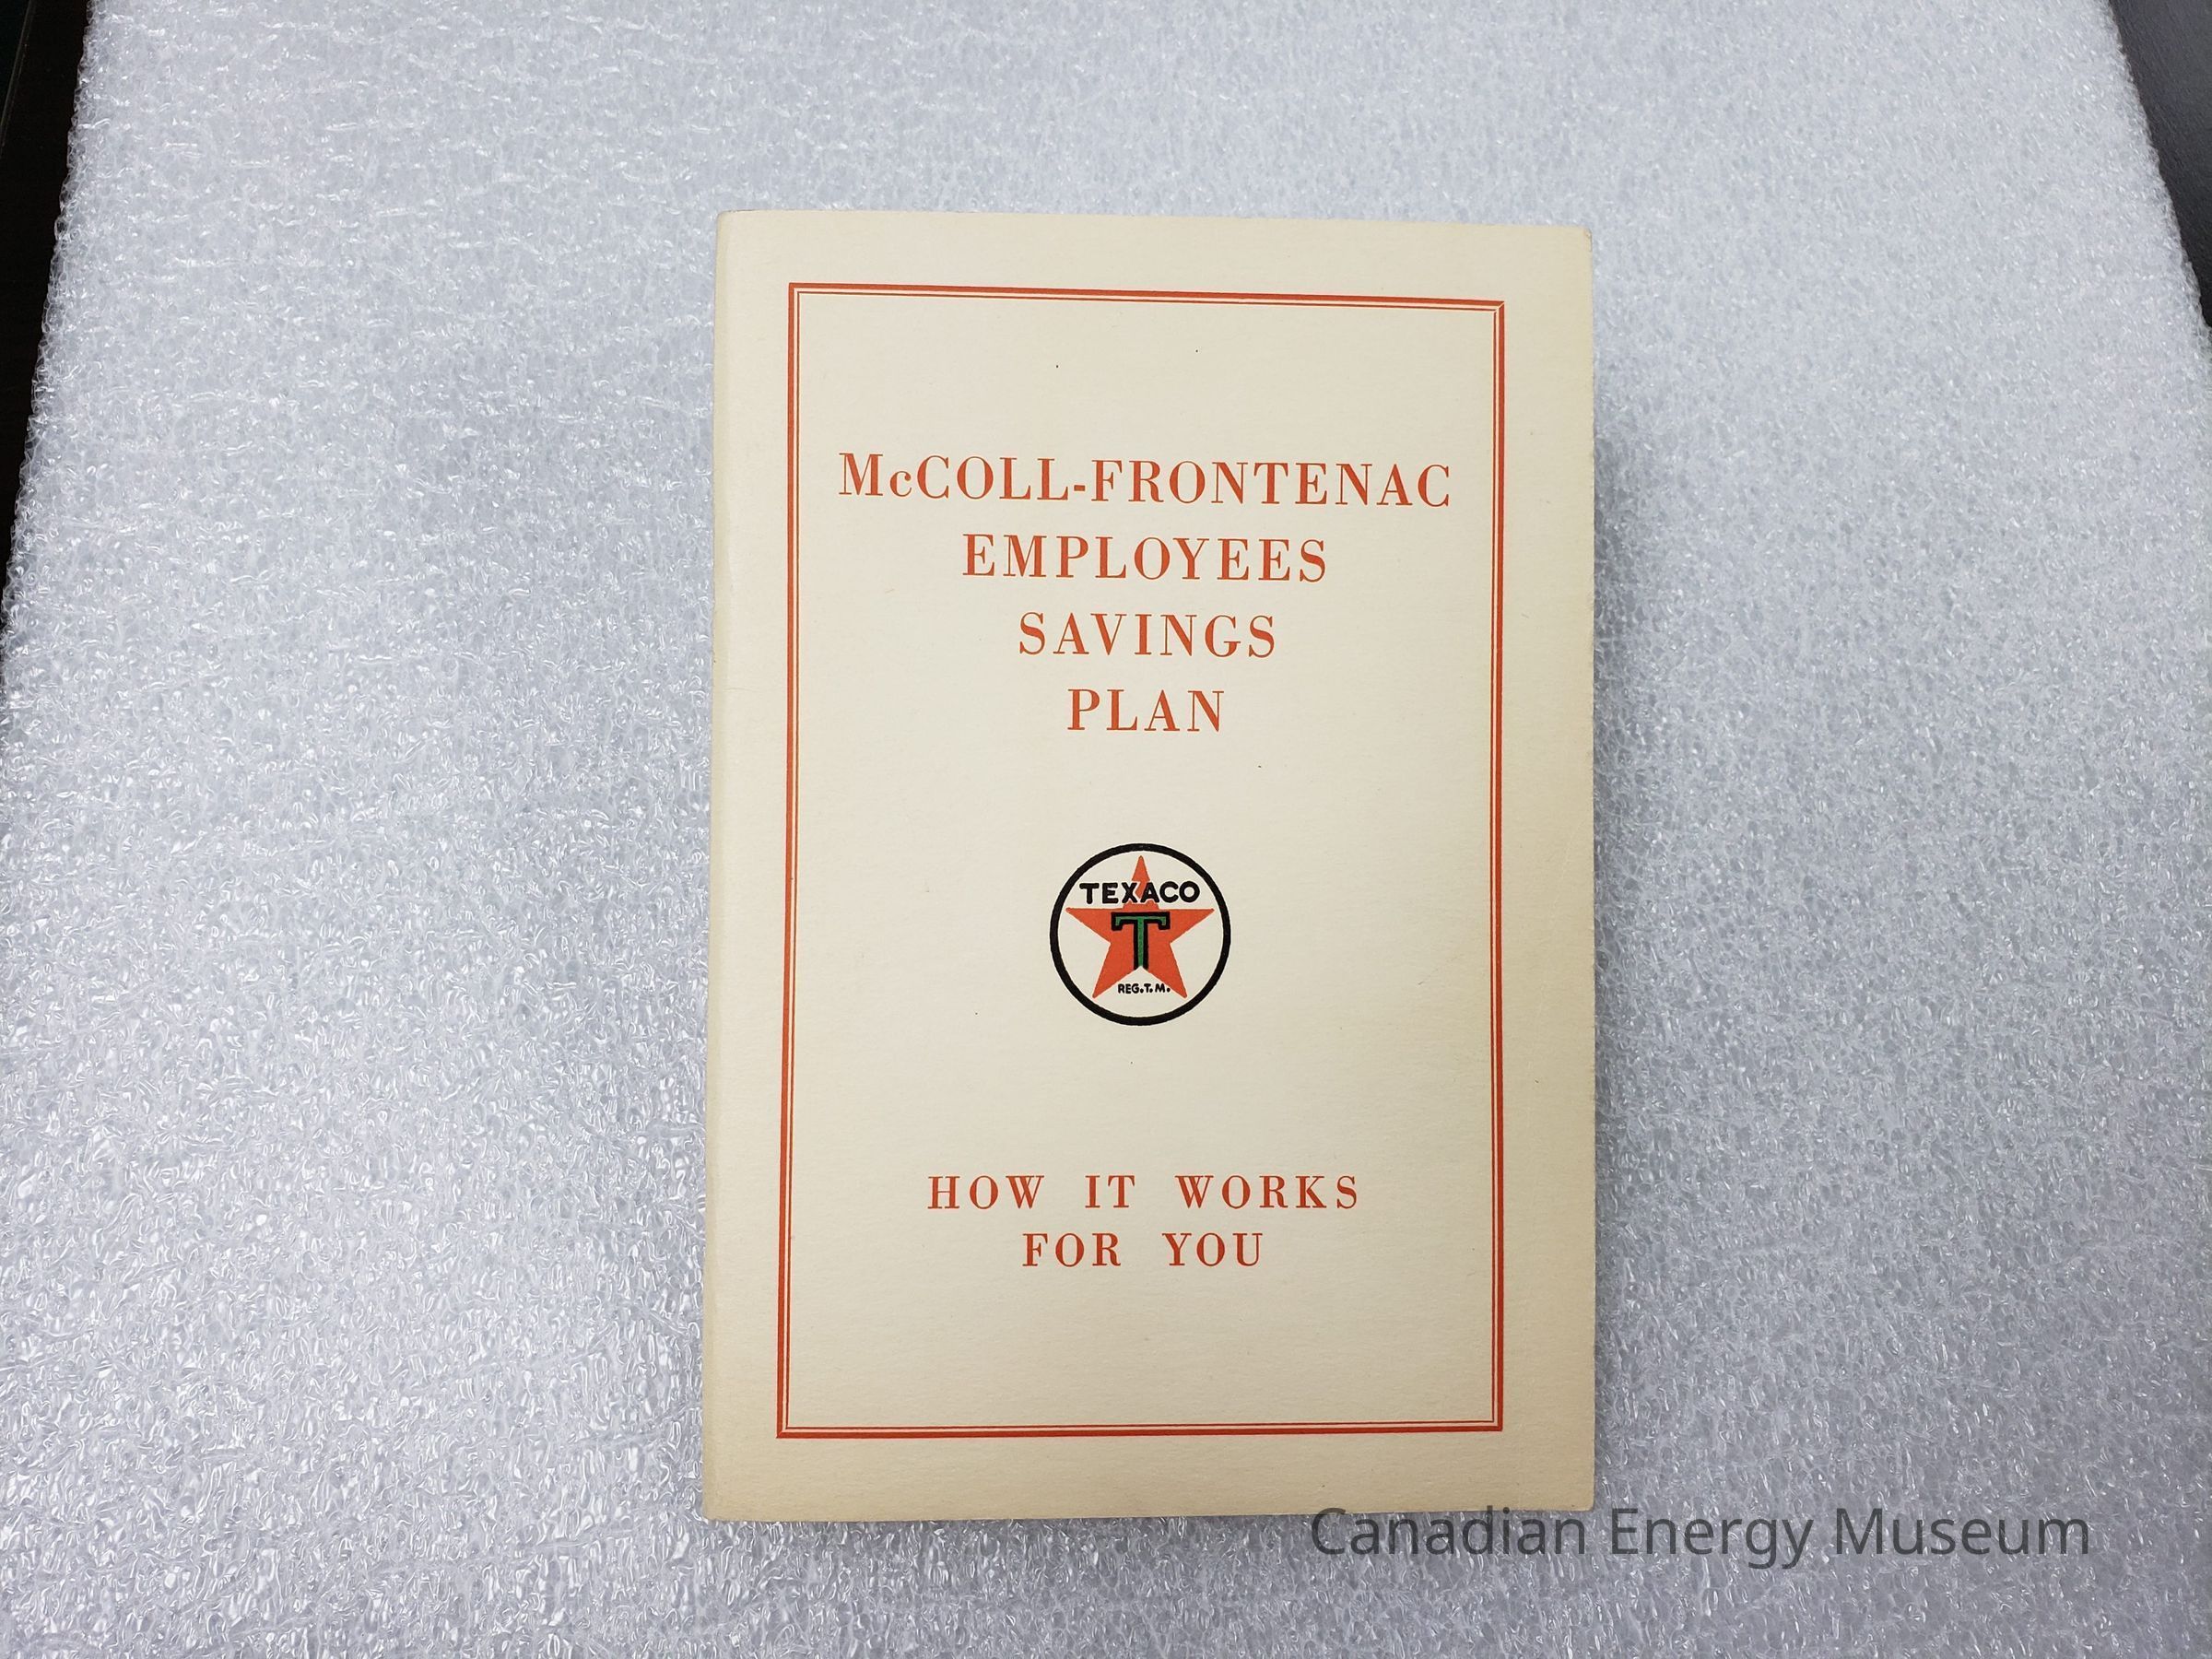 McCOLL-FRONTENAC
EMPLOYEES
SAVINGS
PLAN
TEXACO
T
REG.T.M.
HOW IT WORKS
FOR YOU
Canadian Energy Museum